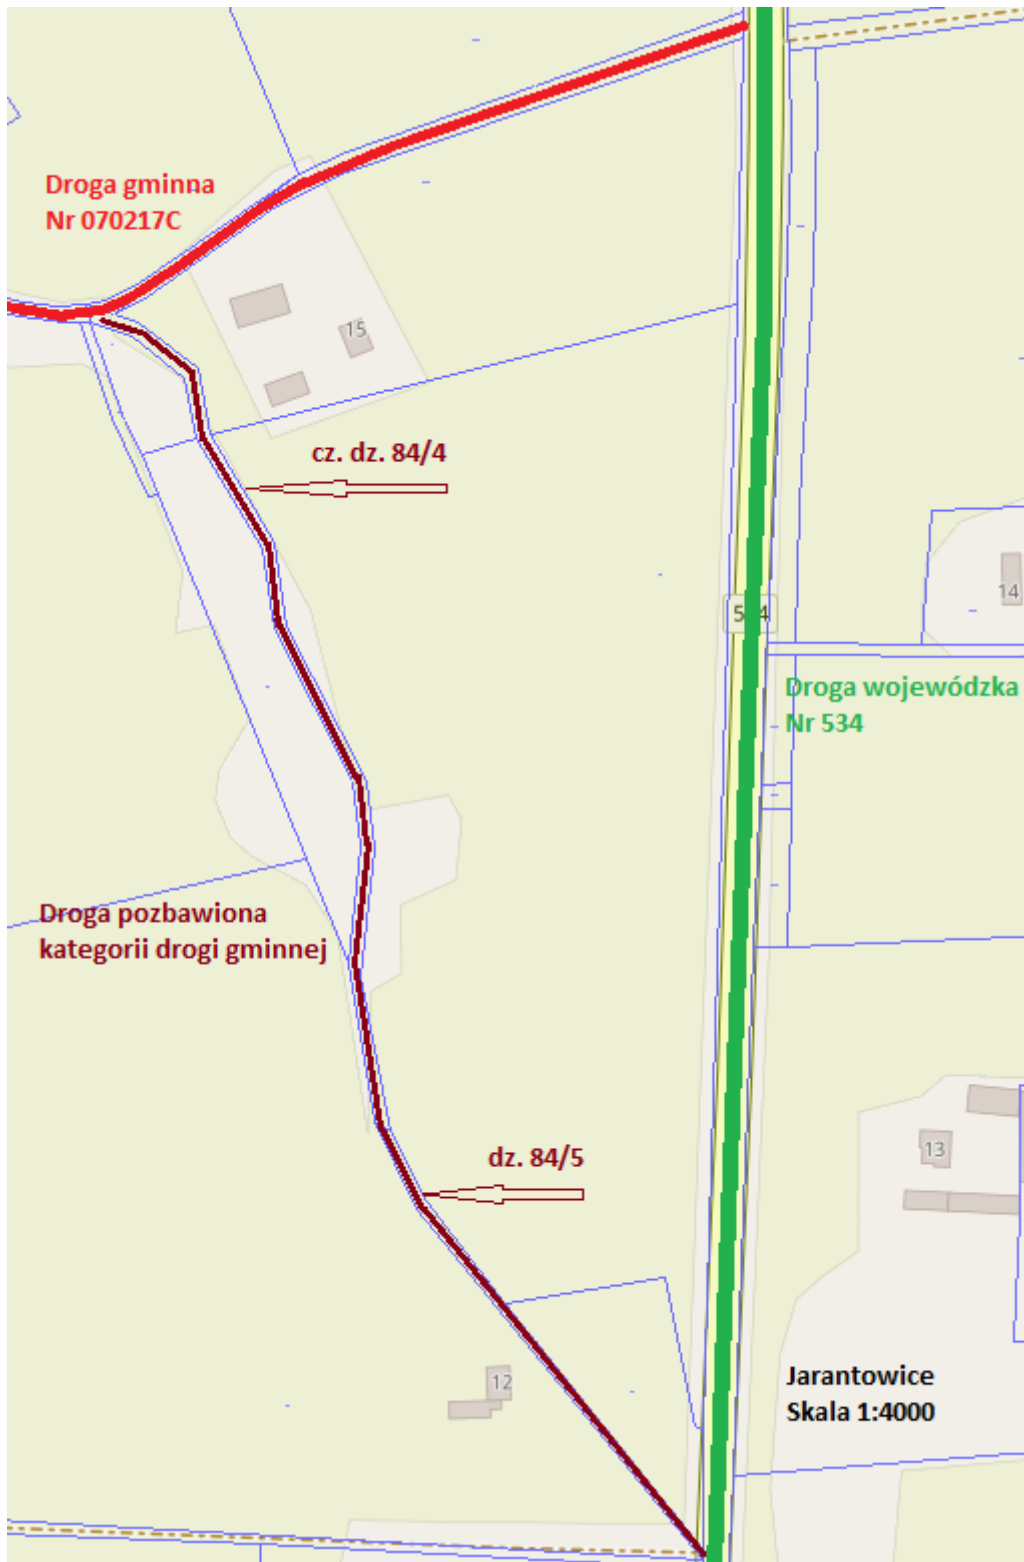 Droga gminna
Nr 070217C
15
cz. dz. 84/4
14
Droga wojewódzka
Nr 534
Droga pozbawiona
kategorii drogi gminnej
13
dz. 84/5
12
Jarantowice
Skala 1:4000